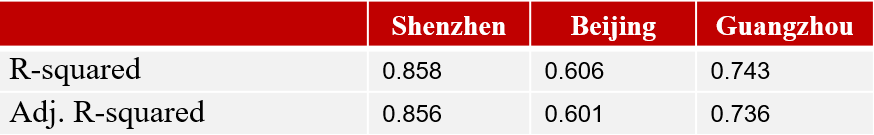 Shenzhen Beijing Guangzhou
R-squared 0.858 0.606 0.743
Adj. R-squared 0.856 0.601 0.736